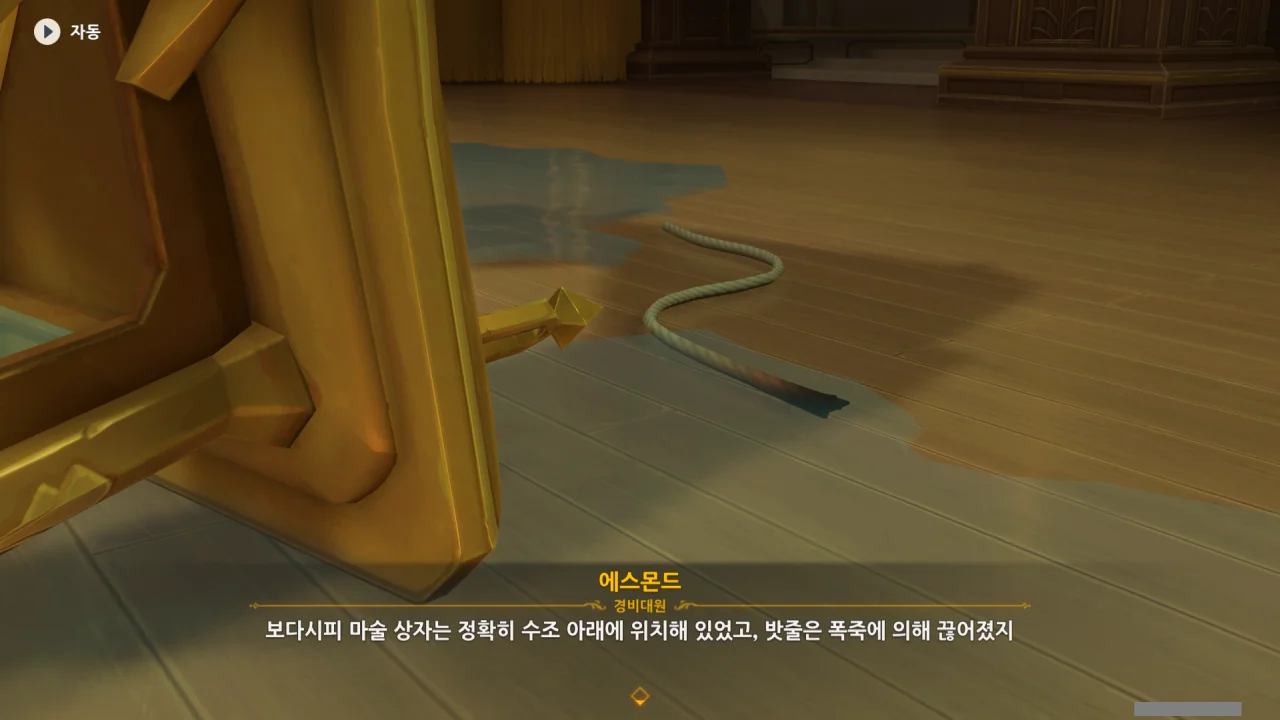 자동
에스몬드
경비대원
보다시피 마술 상자는 정확히 수조 아래에 위치해 있었고, 밧줄은 폭죽에 의해 끊어졌지